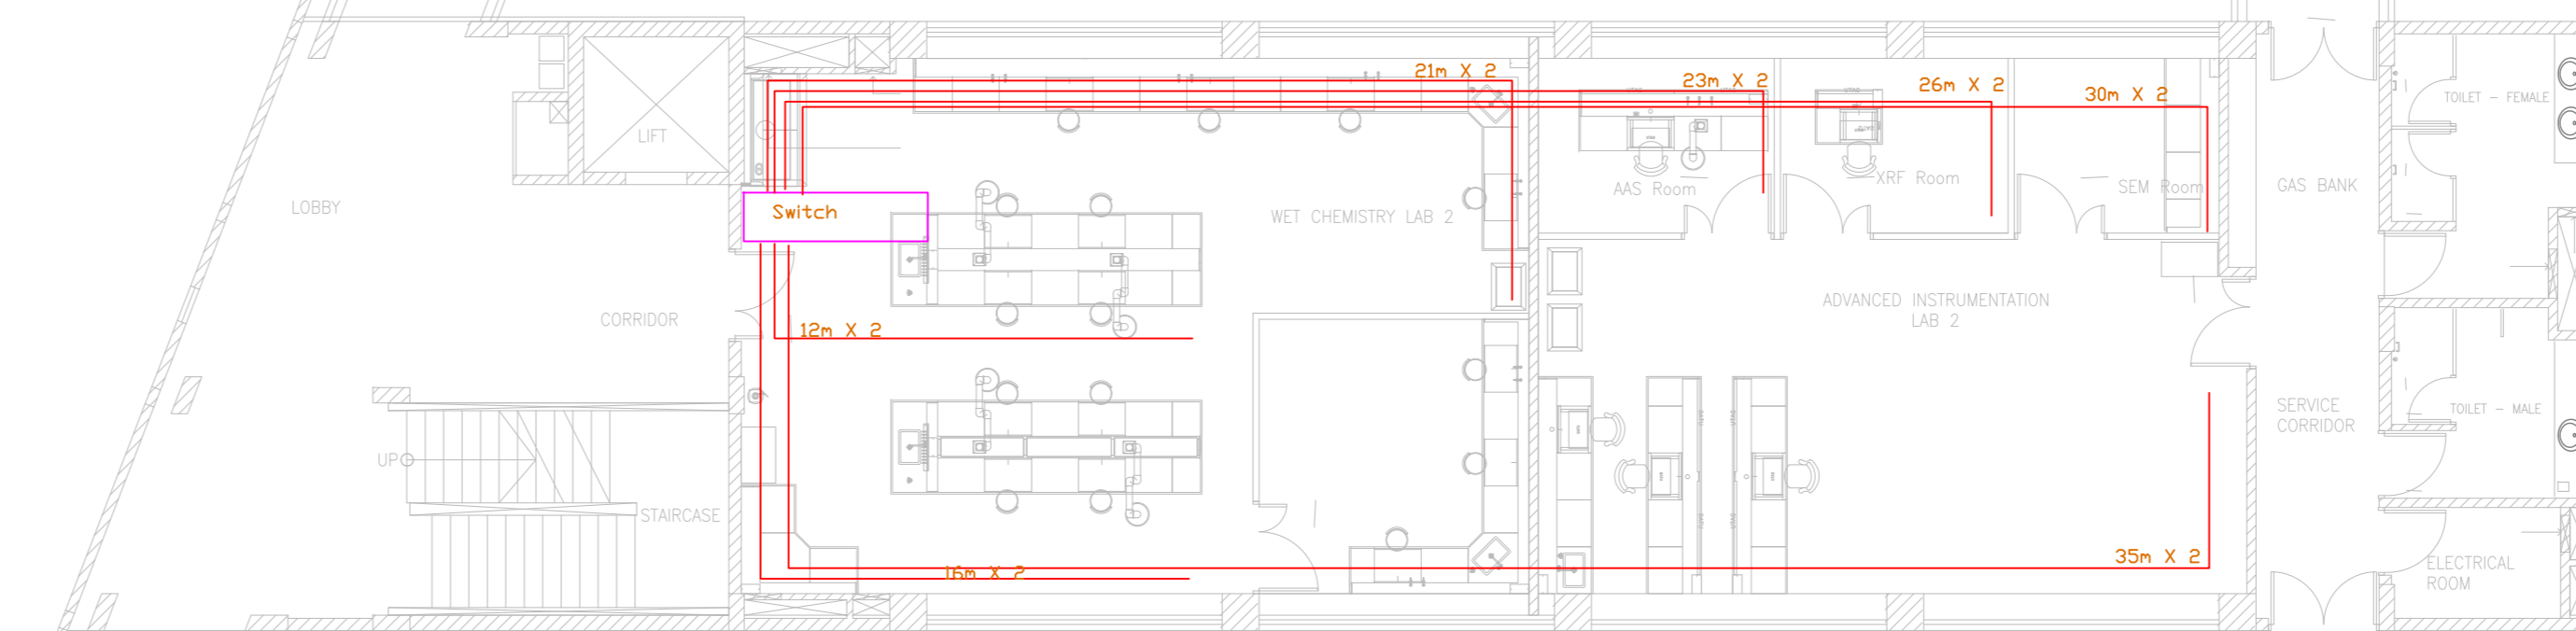 21m X 2
23m X 2
26m X 2
30m X 2
TOILET - FEMALE
LIFT
AAS Room
XRF Room
SEM Room
GAS BANK
LOBBY
Switch
WET CHEMISTRY LAB 2
CORRIDOR
12m X 2
ADVANCED INSTRUMENTATION
LAB 2
SERVICE
CORRIDOR
TOILET - MALE
UP
STAIRCASE
16m X 2
35m X 2
ELECTRICAL
ROOM